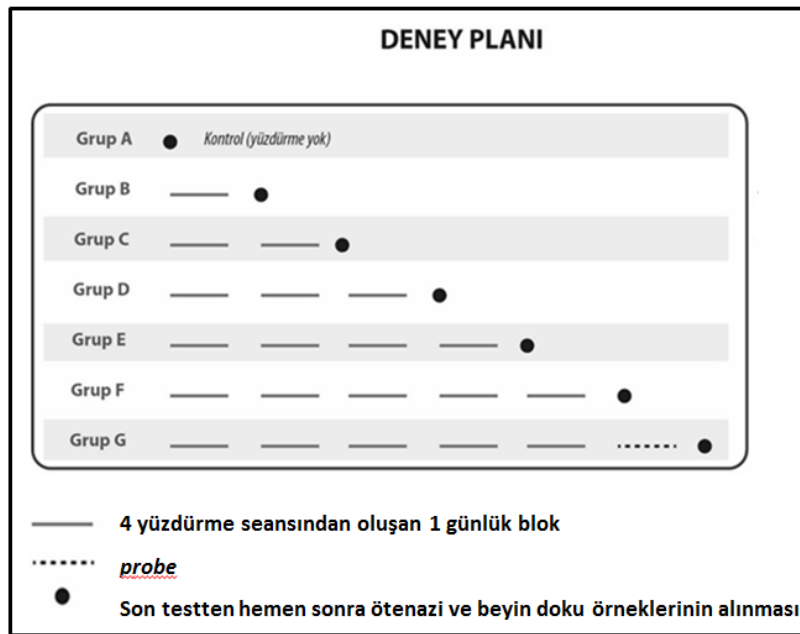 DENEY PLANI
Grup A Kontrol (yüzdürme yok)
Grup B
Grup C
Grup D
Grup E
Grup F
Grup G
4 yüzdürme seansından oluşan 1 günlük blok
probe
Son testten hemen sonra ötenazi ve beyin doku örneklerinin alınması